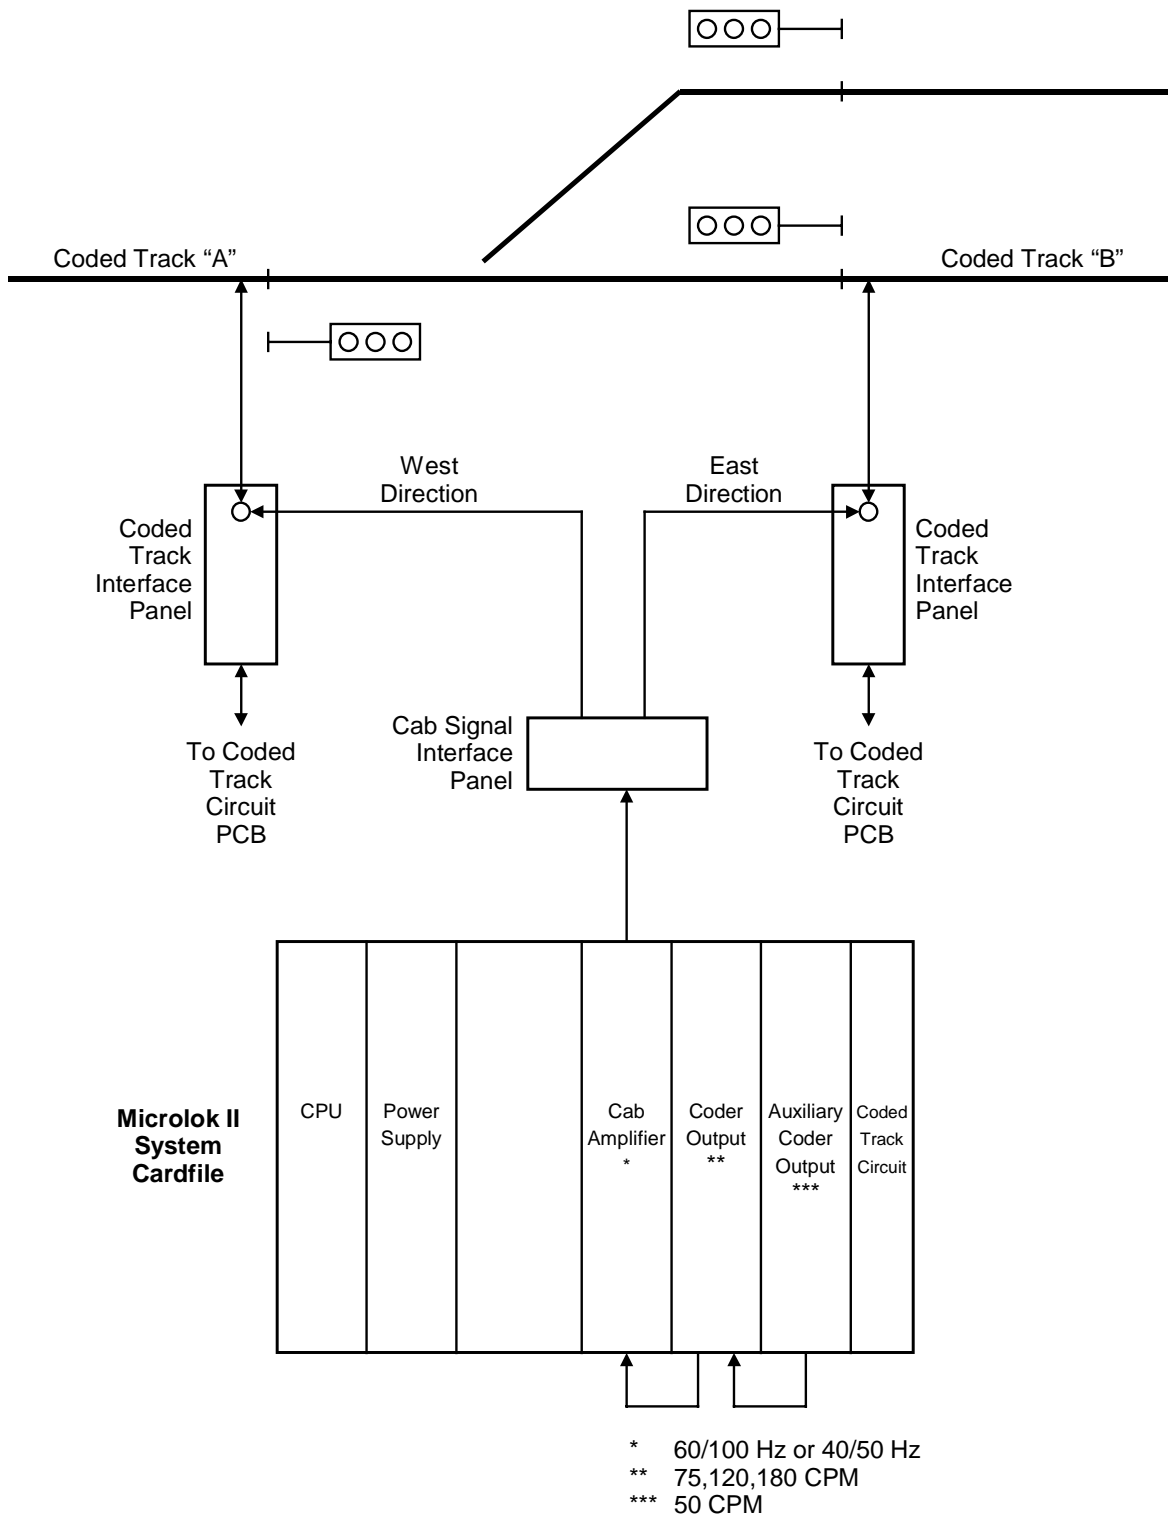 Coded Track “A”
Coded Track “B”
West
Direction
East
Direction
Coded
Track
Interface
Panel
Coded
Track
Interface
Panel
Cab Signal
Interface
Panel
To Coded
Track
Circuit
PCB
To Coded
Track
Circuit
PCB
Microlok II
System
Cardfile
CPU
Power
Supply
Cab
Amplifier
*
Coder
Output
**
Auxiliary
Coder
Output
***
Coded
Track
Circuit
* 60/100 Hz or 40/50 Hz
** 75,120,180 CPM
*** 50 CPM